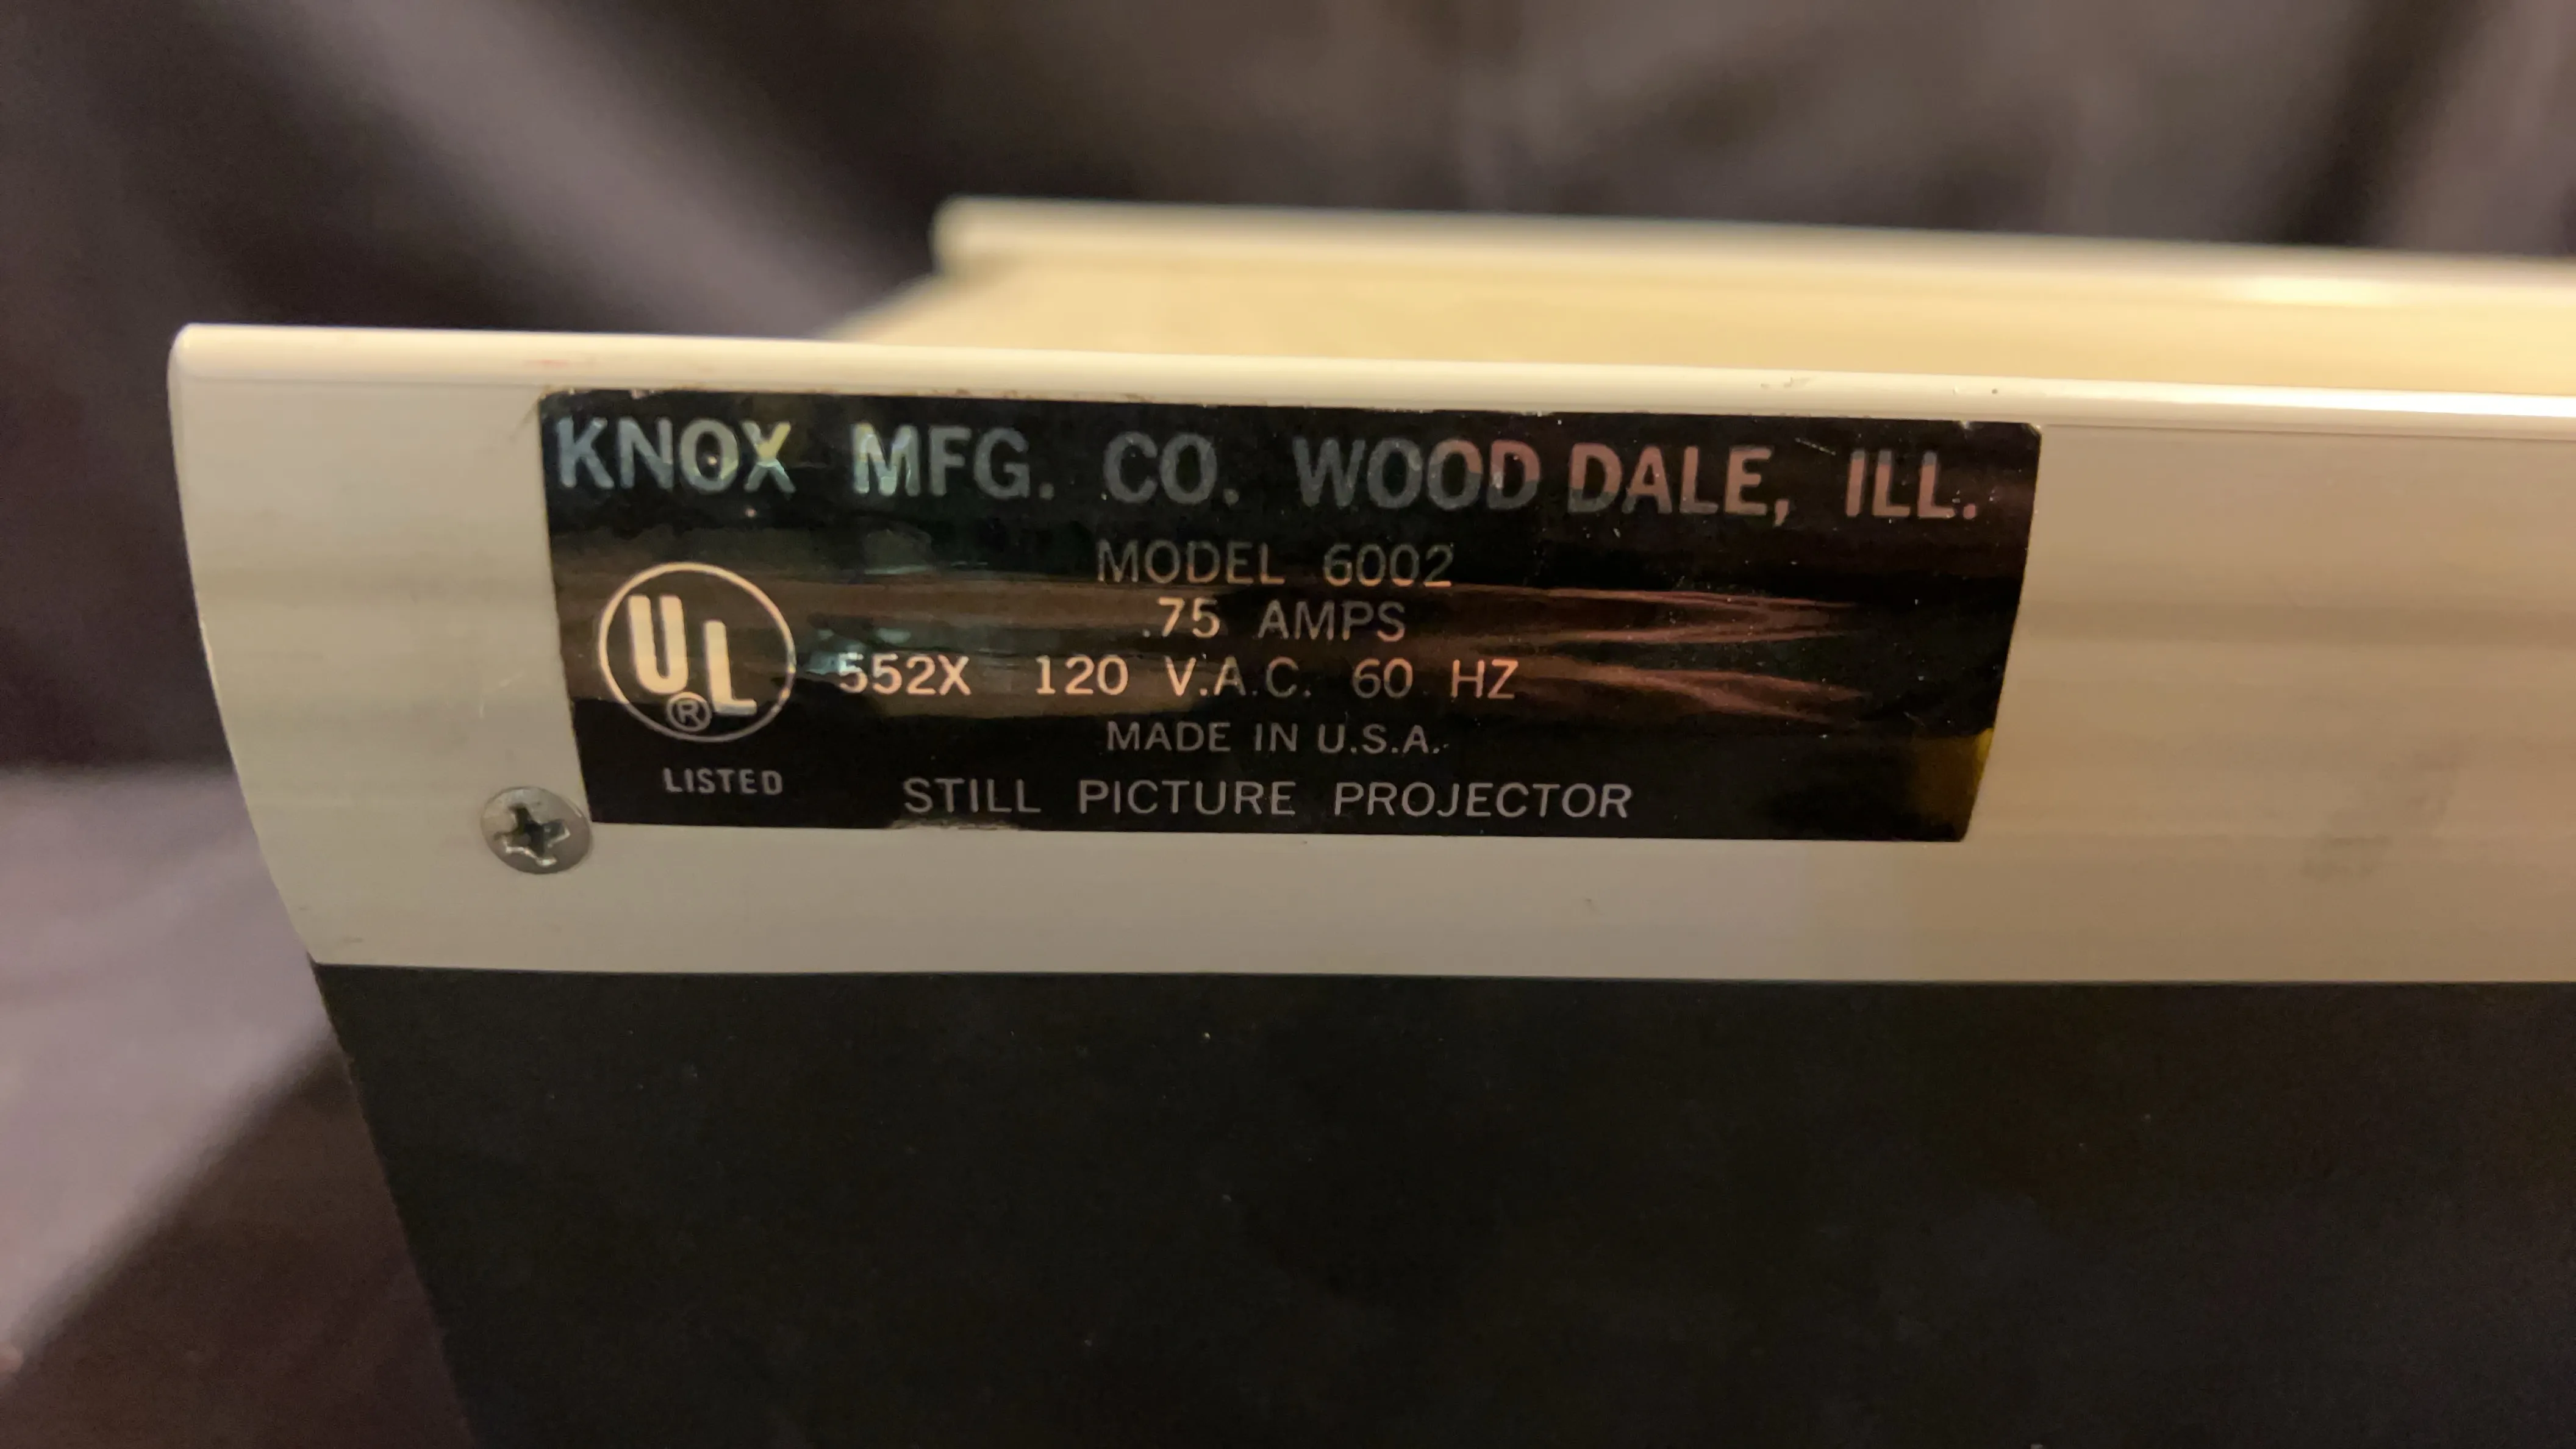 KNOX MFG. CO. WOOD DALE, ILL.
MODEL 6002
.75 AMPS
UL ® 552X 120 V.A.C. 60 HZ
MADE IN U.S.A.
LISTED STILL PICTURE PROJECTOR